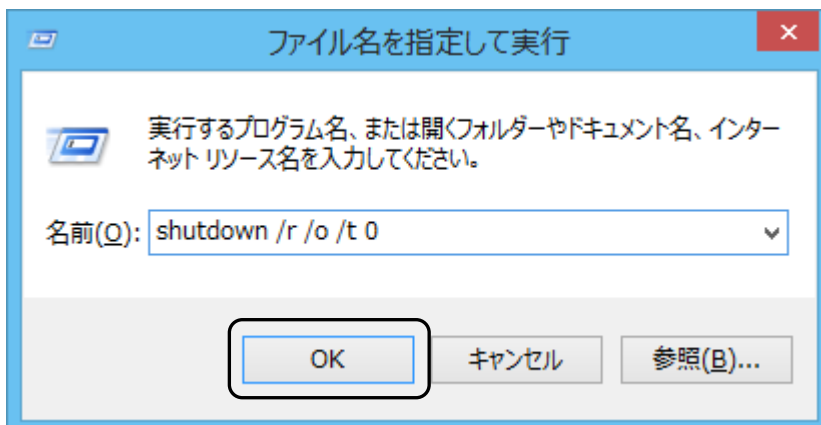 ファイル名を指定して実行
実行するプログラム名、または開くフォルダーやドキュメント名、インター
ネット リソース名を入力してください。
名前(O): shutdown /r /o /t 0
OK キャンセル 参照(B)...